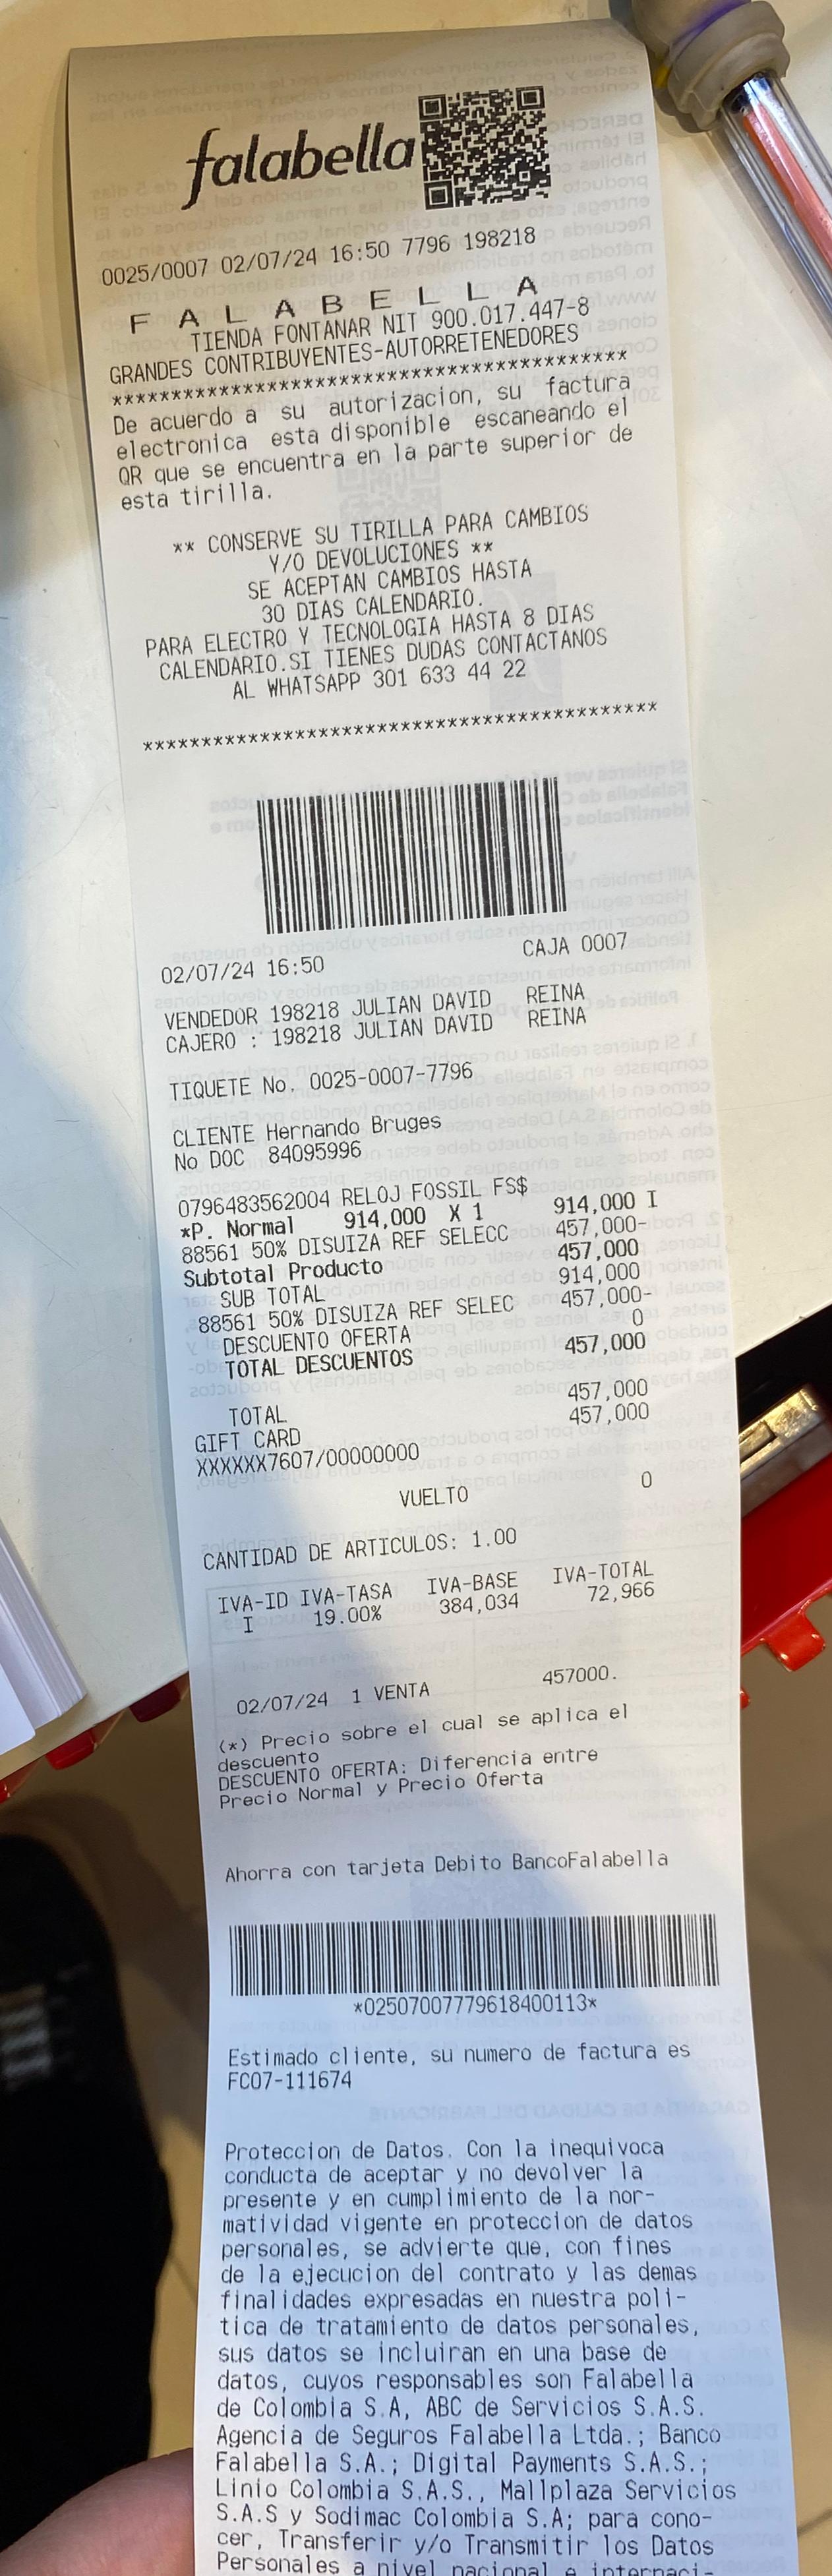 falabella
0025/0007 02/07/24 16:50 7796 198218
F A L A B E L L A
TIENDA FONTANAR NIT 900.017.447-8
GRANDES CONTRIBUYENTES-AUTORRETENEDORES
********************************************
De acuerdo a su autorizacion, su factura
electronica esta disponible escaneando el
QR que se encuentra en la parte superior de
esta tirilla.
** CONSERVE SU TIRILLA PARA CAMBIOS
Y/O DEVOLUCIONES **
SE ACEPTAN CAMBIOS HASTA
30 DIAS CALENDARIO.
PARA ELECTRO Y TECNOLOGIA HASTA 8 DIAS
CALENDARIO.SI TIENES DUDAS CONTACTANOS
AL WHATSAPP 301 633 44 22
********************************************
02/07/24 16:50 CAJA 0007
VENDEDOR 198218 JULIAN DAVID REINA
CAJERO : 198218 JULIAN DAVID REINA
TIQUETE No. 0025-0007-7796
CLIENTE Hernando Bruges
No DOC 84095996
0796483562004 RELOJ FOSSIL FS$
*P. Normal 914,000 X 1 914,000 I
88561 50% DISUIZA REF SELECC 457,000-
Subtotal Producto 457,000
SUB TOTAL 914,000
88561 50% DISUIZA REF SELEC 457,000-
DESCUENTO OFERTA 0
TOTAL DESCUENTOS 457,000
TOTAL 457,000
GIFT CARD 457,000
XXXXXX7607/00000000
VUELTO 0
CANTIDAD DE ARTICULOS: 1.00
IVA-ID IVA-TASA IVA-BASE IVA-TOTAL
I 19.00% 384,034 72,966
02/07/24 1 VENTA 457000.
(*) Precio sobre el cual se aplica el
descuento
DESCUENTO OFERTA: Diferencia entre
Precio Normal y Precio Oferta
Ahorra con tarjeta Debito BancoFalabella
*02507007779618400113*
Estimado cliente, su numero de factura es
FC07-111674
Proteccion de Datos. Con la inequivoca
conducta de aceptar y no devolver la
presente y en cumplimiento de la nor-
matividad vigente en proteccion de datos
personales, se advierte que, con fines
de la ejecucion del contrato y las demas
finalidades expresadas en nuestra poli-
tica de tratamiento de datos personales,
sus datos se incluiran en una base de
datos, cuyos responsables son Falabella
de Colombia S.A, ABC de Servicios S.A.S.
Agencia de Seguros Falabella Ltda.; Banco
Falabella S.A.; Digital Payments S.A.S.;
Linio Colombia S.A.S., Mallplaza Servicios
S.A.S y Sodimac Colombia S.A; para cono-
cer, Transferir y/o Transmitir los Datos
Personales a nivel nacional e internaci-